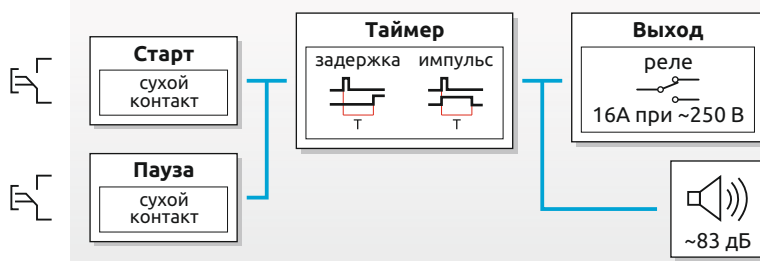 Старт
сухой
контакт
Пауза
сухой
контакт
Таймер
задержка импульс
T T
Выход
реле
16А при ~250 В
~83 дБ